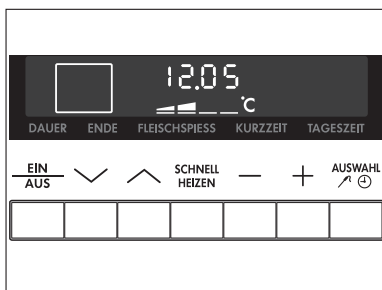 12.05
°C
DAUER ENDE FLEISCHSPIESS KURZZEIT TAGESZEIT
EIN AUS SCHNELL HEIZEN — + AUSWAHL